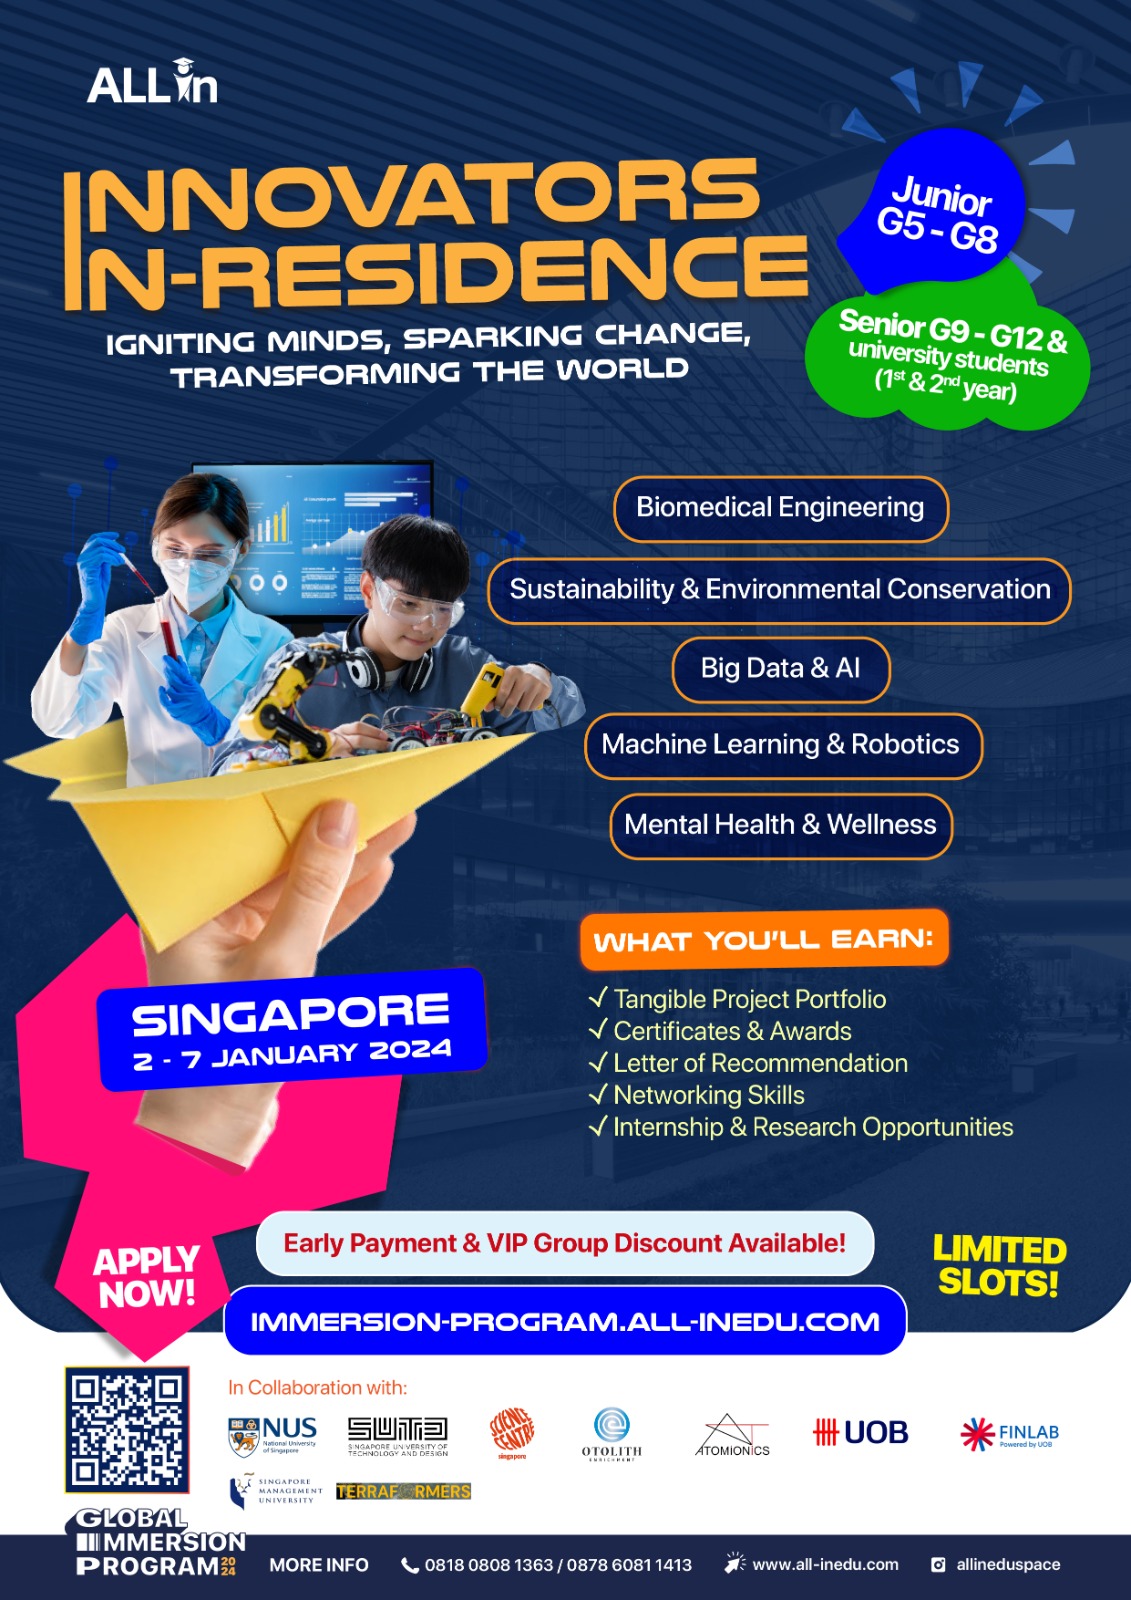 ALL in
INNOVATORS
IN-RESIDENCE
IGNITING MINDS, SPARKING CHANGE,
TRANSFORMING THE WORLD
Junior
G5 - G8
Senior G9 - G12 &
university students
(1st & 2nd year)
Biomedical Engineering
Sustainability & Environmental Conservation
Big Data & AI
Machine Learning & Robotics
Mental Health & Wellness
WHAT YOU'LL EARN:
√ Tangible Project Portfolio
√ Certificates & Awards
√ Letter of Recommendation
√ Networking Skills
√ Internship & Research Opportunities
SINGAPORE
2 - 7 JANUARY 2024
APPLY
NOW!
Early Payment & VIP Group Discount Available!
LIMITED
SLOTS!
IMMERSION-PROGRAM.ALL-INEDU.COM
In Collaboration with:
NUS
National University
of Singapore
SUTD
SINGAPORE UNIVERSITY OF
TECHNOLOGY AND DESIGN
SCIENCE
CENTRE
singapore
OTOLITH
ENRICHMENT
ATOMIONICS
UOB
FINLAB
Powered by UOB
SINGAPORE
MANAGEMENT
UNIVERSITY
TERRAFORMERS
GLOBAL
IMMERSION
PROGRAM 2024
MORE INFO
0818 0808 1363 / 0878 6081 1413
www.all-inedu.com
allineduspace